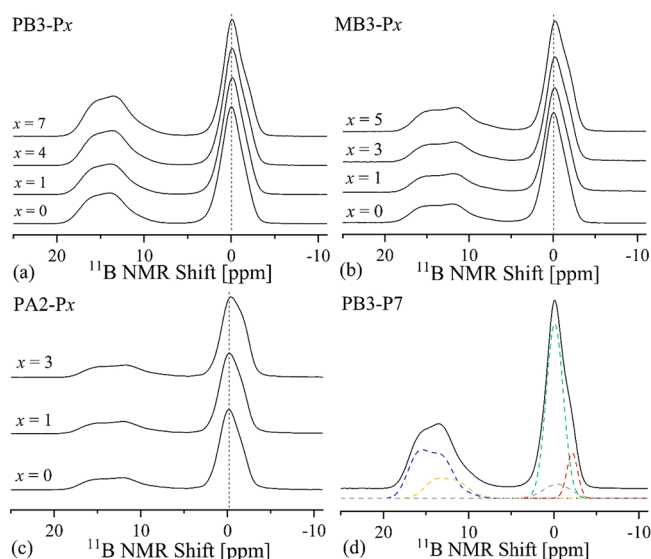 PB3-Px
x = 7
x = 4
x = 1
x = 0
20 10 0 -10
(a) ¹¹B NMR Shift [ppm]
MB3-Px
x = 5
x = 3
x = 1
x = 0
20 10 0 -10
(b) ¹¹B NMR Shift [ppm]
PA2-Px
x = 3
x = 1
x = 0
20 10 0 -10
(c) ¹¹B NMR Shift [ppm]
PB3-P7
20 10 0 -10
(d) ¹¹B NMR Shift [ppm]